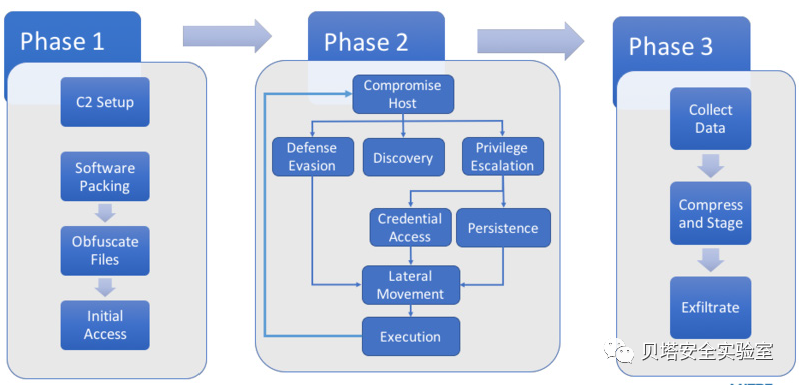 Phase 1
C2 Setup
Software
Packing
Obfuscate
Files
Initial
Access
Phase 2
Compromise
Host
Defense
Evasion
Discovery
Privilege
Escalation
Credential
Access
Persistence
Lateral
Movement
Execution
Phase 3
Collect
Data
Compress
and Stage
Exfiltrate
贝塔安全实验室